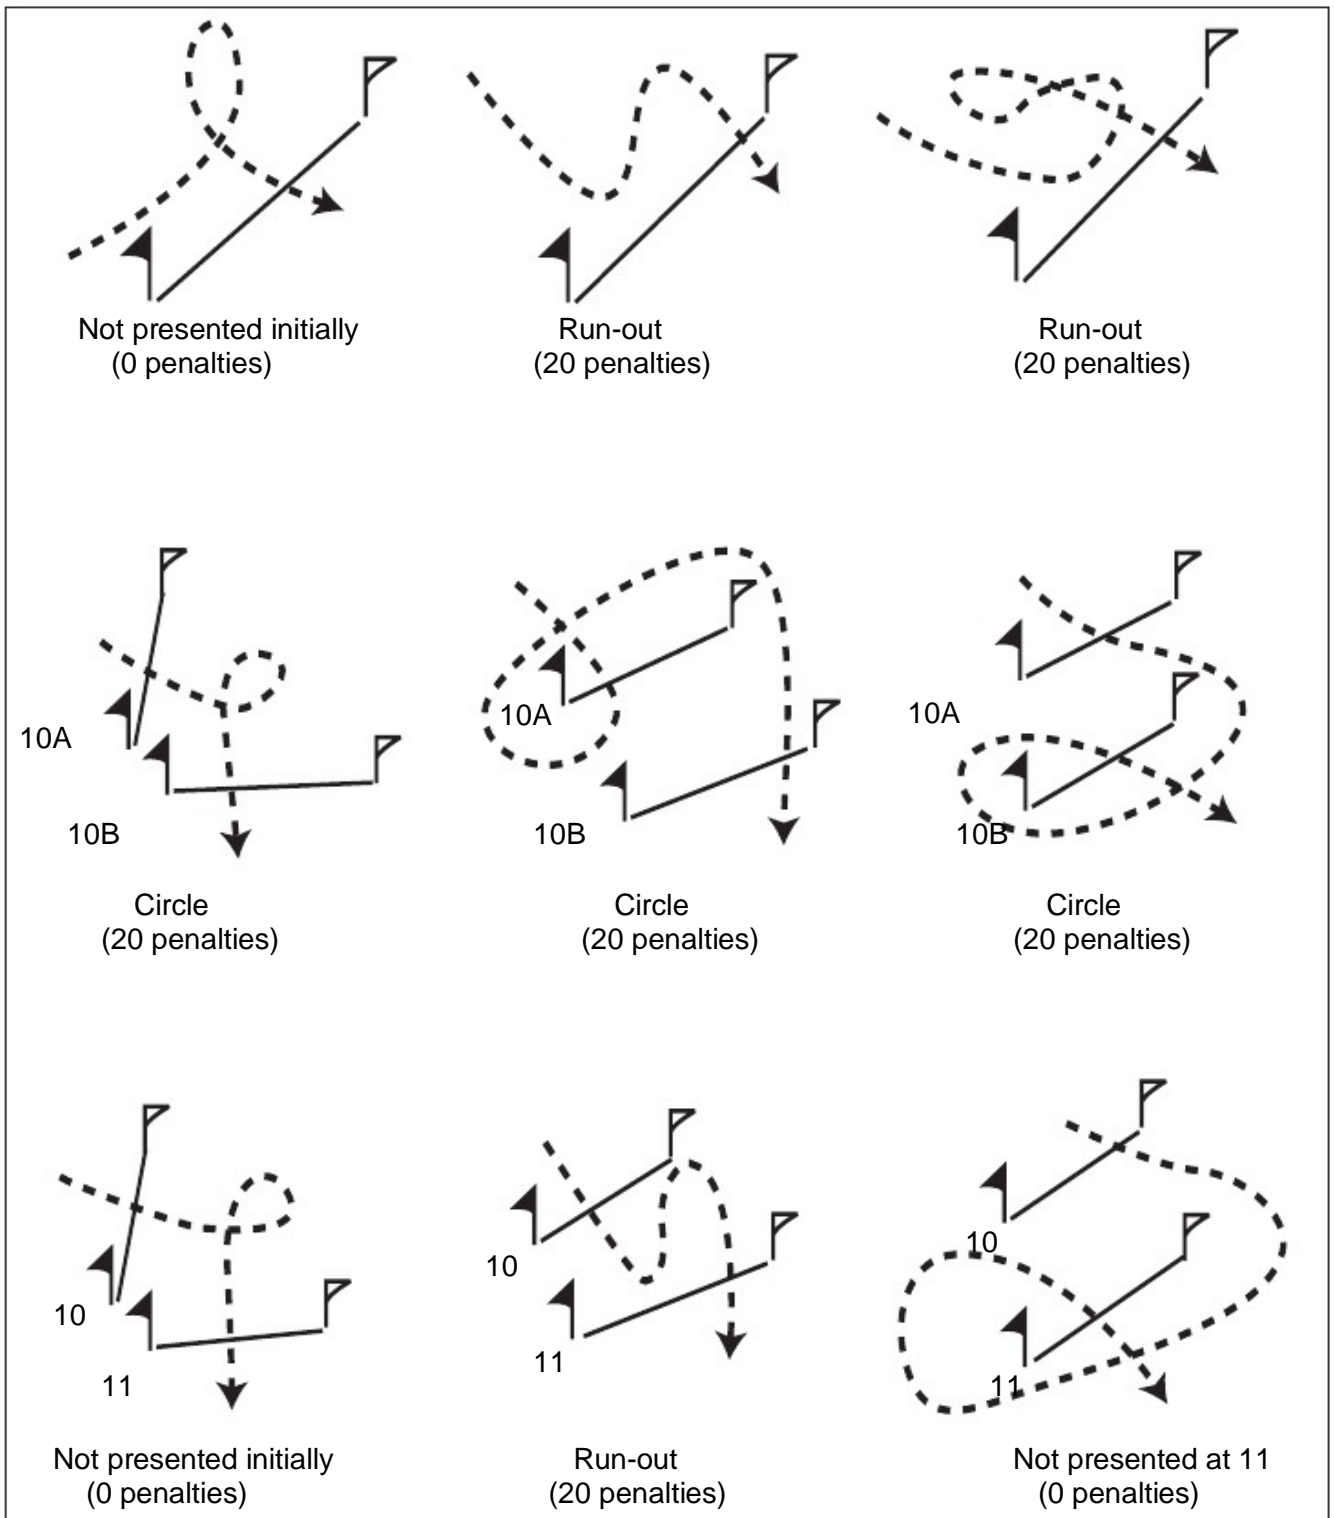 Not presented initially
(0 penalties)
Run-out
(20 penalties)
Run-out
(20 penalties)
10A
10B
Circle
(20 penalties)
10A
10B
Circle
(20 penalties)
10A
10B
Circle
(20 penalties)
10
11
Not presented initially
(0 penalties)
10
11
Run-out
(20 penalties)
10
11
Not presented at 11
(0 penalties)